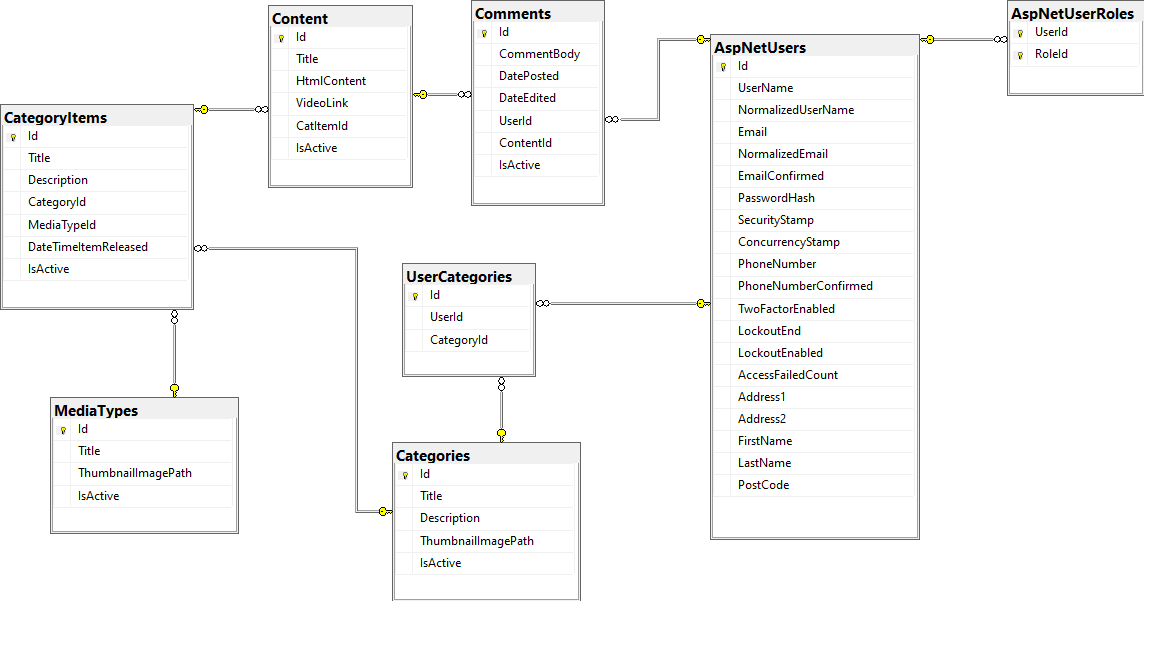 Content
Id
Title
HtmlContent
VideoLink
CatItemId
IsActive
Comments
Id
CommentBody
DatePosted
DateEdited
UserId
ContentId
IsActive
AspNetUserRoles
UserId
RoleId
AspNetUsers
Id
UserName
NormalizedUserName
Email
NormalizedEmail
EmailConfirmed
PasswordHash
SecurityStamp
ConcurrencyStamp
PhoneNumber
PhoneNumberConfirmed
TwoFactorEnabled
LockoutEnd
LockoutEnabled
AccessFailedCount
Address1
Address2
FirstName
LastName
PostCode
CategoryItems
Id
Title
Description
CategoryId
MediaTypeId
DateTimeItemReleased
IsActive
UserCategories
Id
UserId
CategoryId
MediaTypes
Id
Title
ThumbnailImagePath
IsActive
Categories
Id
Title
Description
ThumbnailImagePath
IsActive